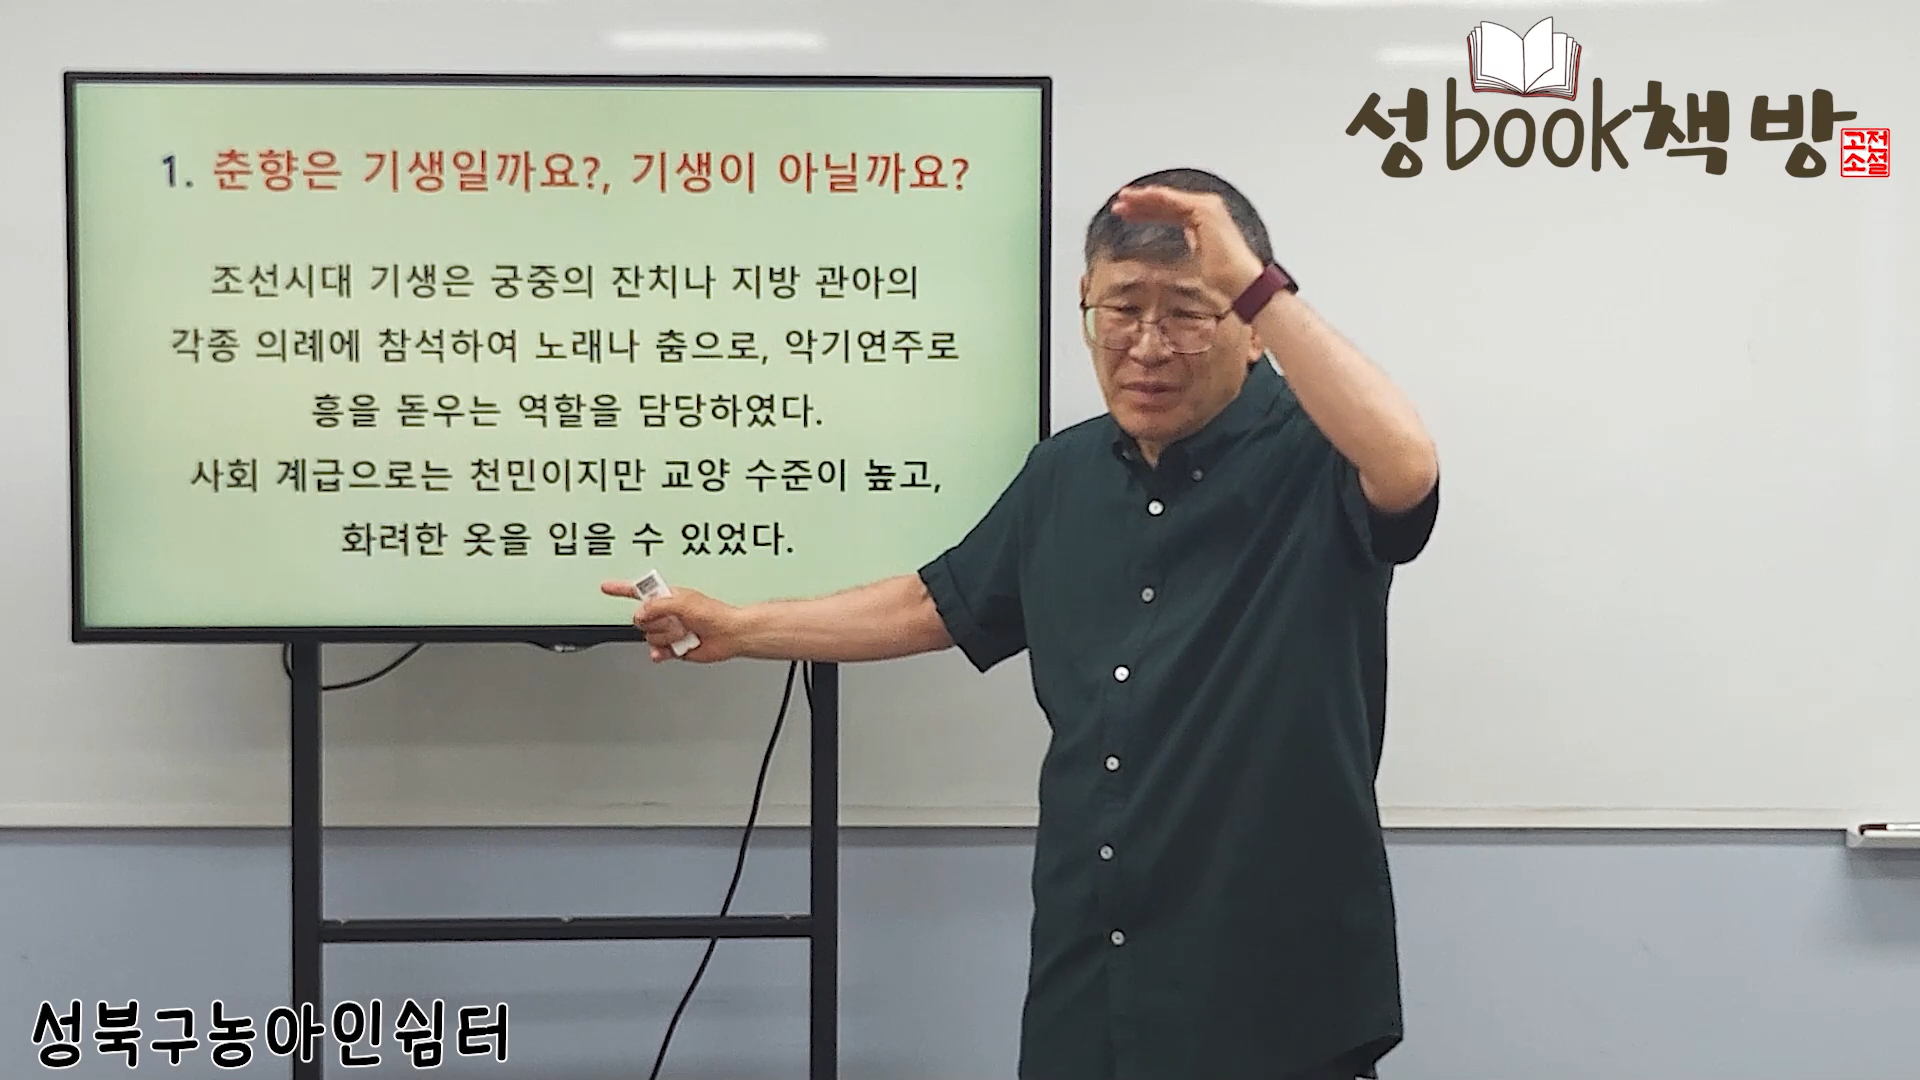 성book책방
고전
소설
1. 춘향은 기생일까요?, 기생이 아닐까요?
조선시대 기생은 궁중의 잔치나 지방 관아의
각종 의례에 참석하여 노래나 춤으로, 악기연주로
흥을 돋우는 역할을 담당하였다.
사회 계급으로는 천민이지만 교양 수준이 높고,
화려한 옷을 입을 수 있었다.
성북구농아인쉼터